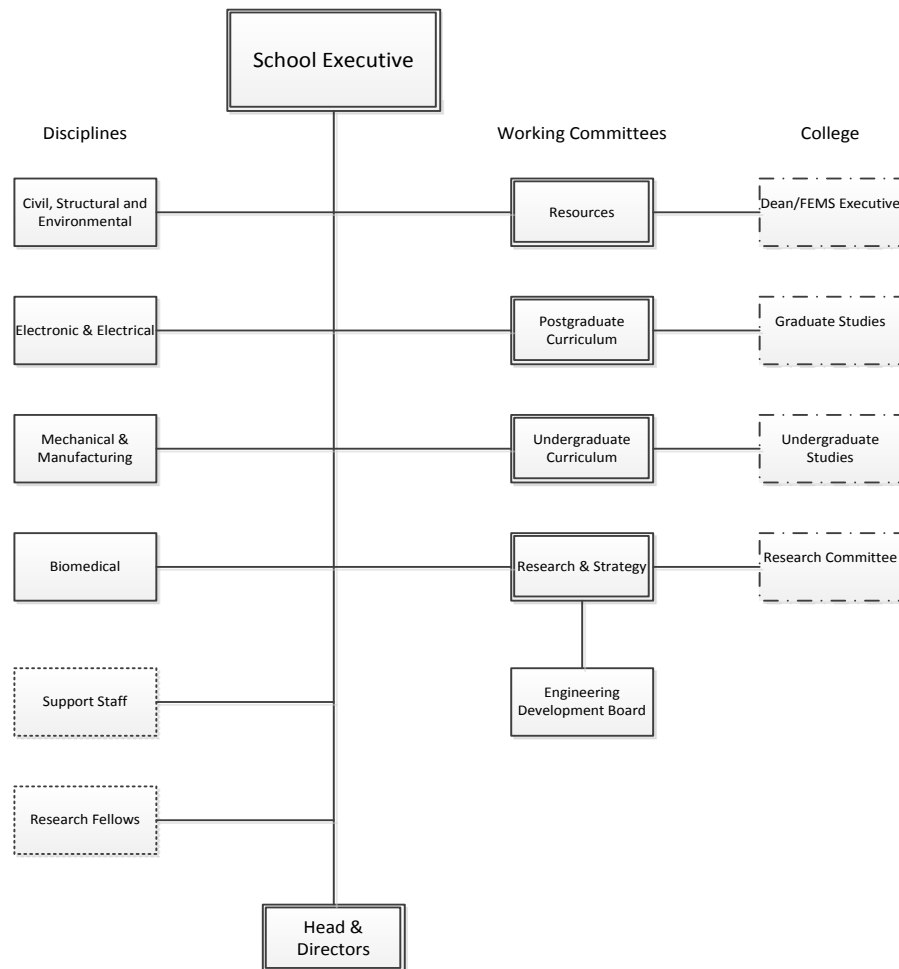 School Executive
Disciplines
Working Committees
College
Civil, Structural and
Environmental
Resources
Dean/FEMS Executive
Electronic & Electrical
Postgraduate
Curriculum
Graduate Studies
Mechanical &
Manufacturing
Undergraduate
Curriculum
Undergraduate
Studies
Biomedical
Research & Strategy
Research Committee
Support Staff
Engineering
Development Board
Research Fellows
Head &
Directors